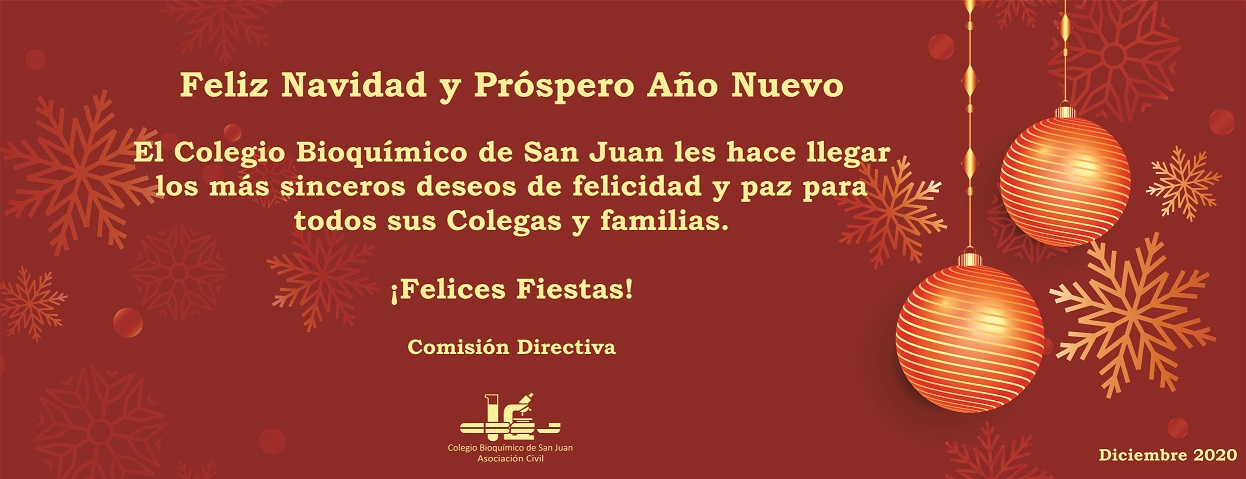 Feliz Navidad y Próspero Año Nuevo
El Colegio Bioquímico de San Juan les hace llegar
los más sinceros deseos de felicidad y paz para
todos sus Colegas y familias.
¡Felices Fiestas!
Comisión Directiva
Colegio Bioquímico de San Juan
Asociación Civil
Diciembre 2020